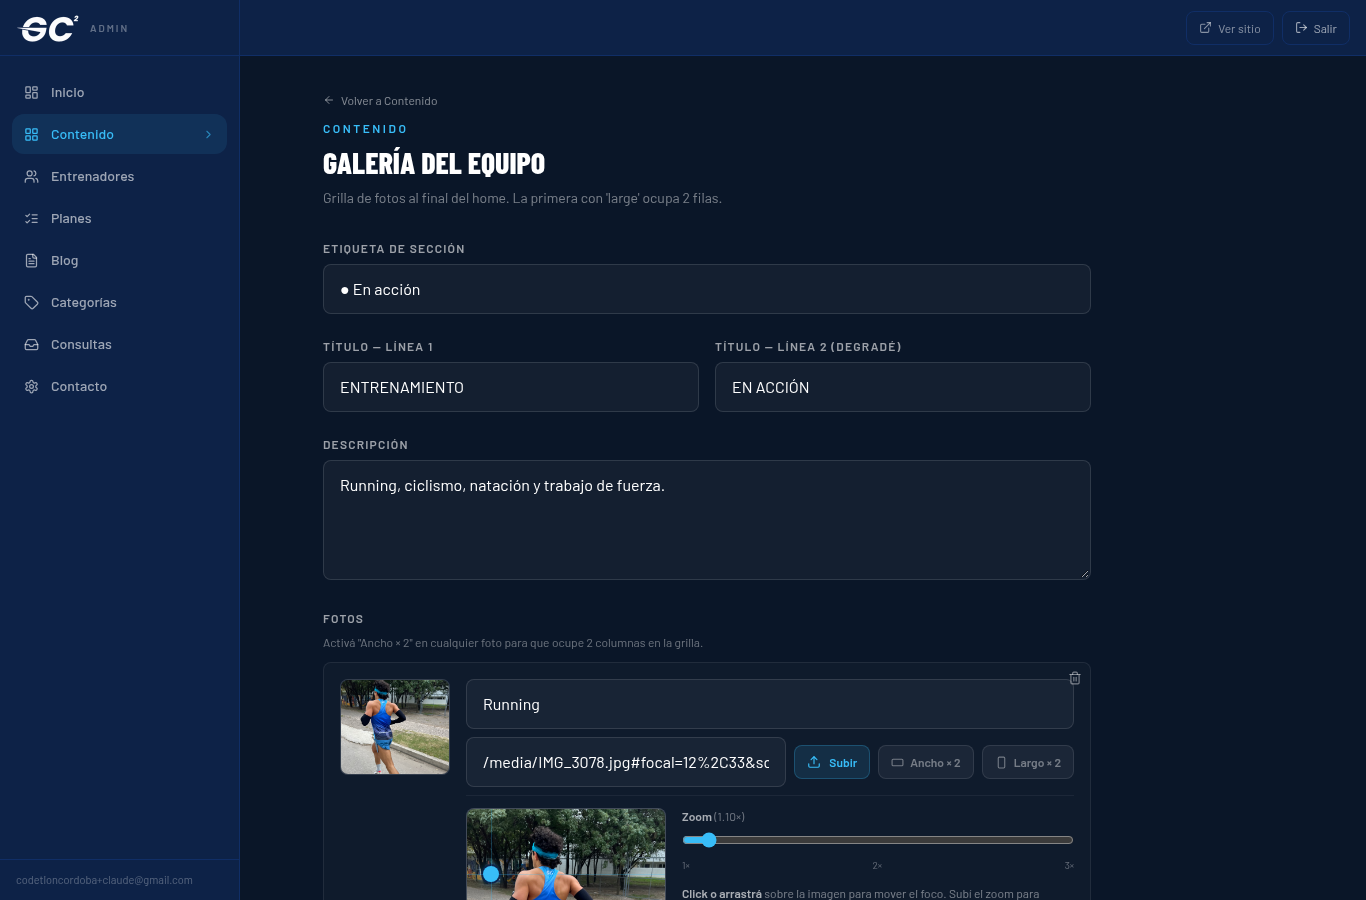 GC²
ADMIN
Ver sitio
Salir
Inicio
Contenido
Entrenadores
Planes
Blog
Categorías
Consultas
Contacto
codetloncordoba+claude@gmail.com
Volver a Contenido
CONTENIDO
GALERÍA DEL EQUIPO
Grilla de fotos al final del home. La primera con 'large' ocupa 2 filas.
ETIQUETA DE SECCIÓN
● En acción
TÍTULO — LÍNEA 1
TÍTULO — LÍNEA 2 (DEGRADÉ)
ENTRENAMIENTO
EN ACCIÓN
DESCRIPCIÓN
Running, ciclismo, natación y trabajo de fuerza.
FOTOS
Activá "Ancho × 2" en cualquier foto para que ocupe 2 columnas en la grilla.
Running
/media/IMG_3078.jpg#focal=12%2C33&sc
Subir
Ancho × 2
Largo × 2
Zoom (1.10×)
1×
2×
3×
Click o arrastrá sobre la imagen para mover el foco. Subí el zoom para